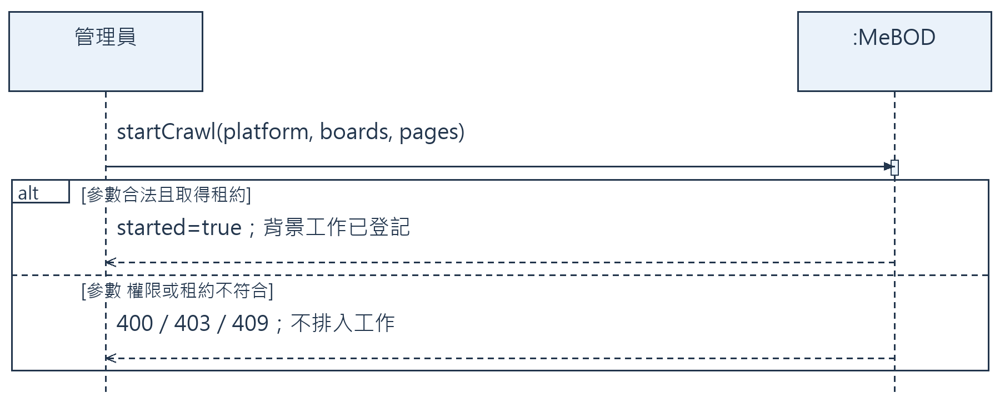 管理員
:MeBOD
startCrawl(platform, boards, pages)
alt
[參數合法且取得租約]
started=true；背景工作已登記
[參數 權限或租約不符合]
400 / 403 / 409；不排入工作